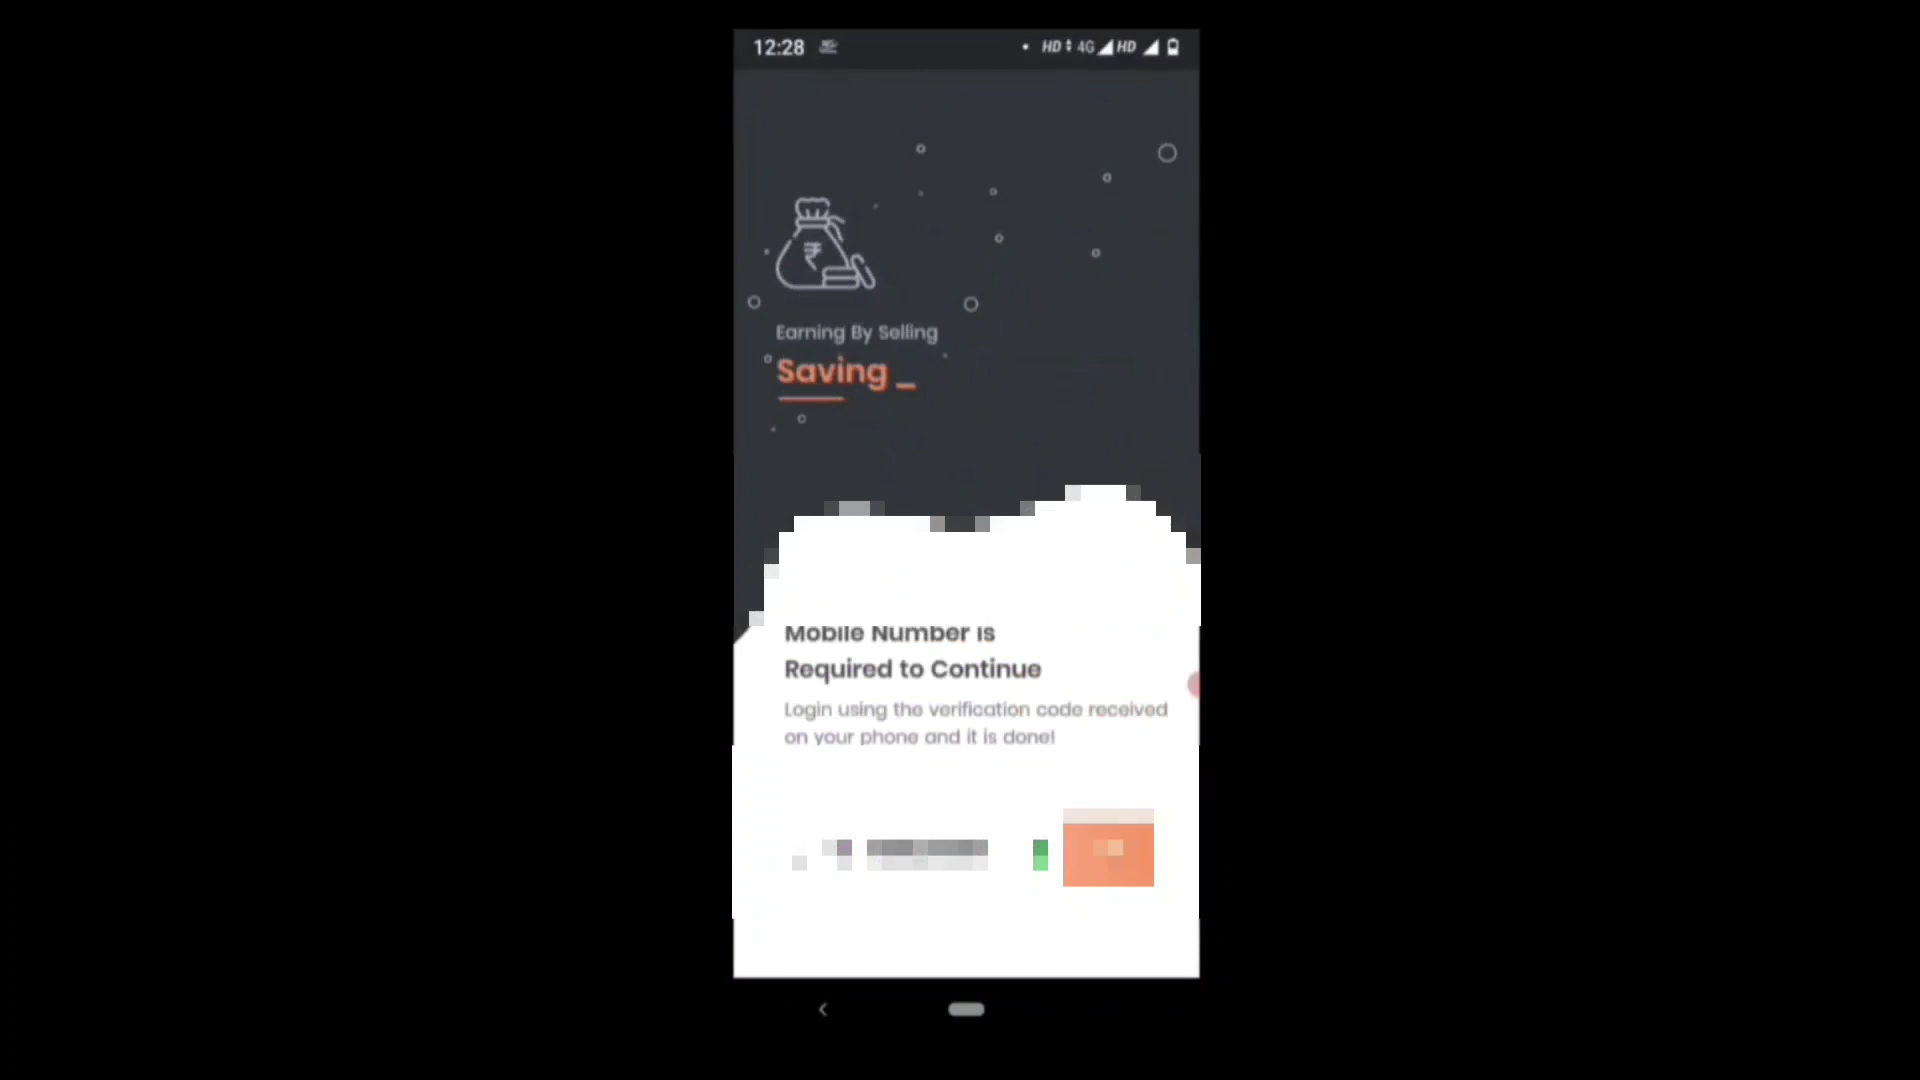 12:28
HD 4G HD
₹
Earning By Selling
Saving _
Mobile Number is
Required to Continue
Login using the verification code received
on your phone and it is done!